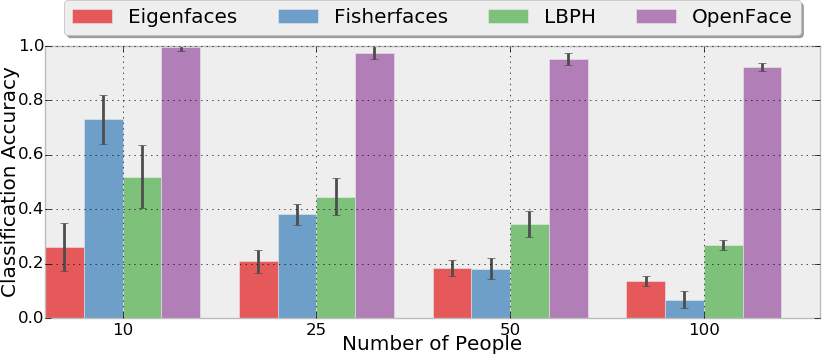 Eigenfaces Fisherfaces LBPH OpenFace
Classification Accuracy
1.0
0.8
0.6
0.4
0.2
0.0
10 25 50 100
Number of People